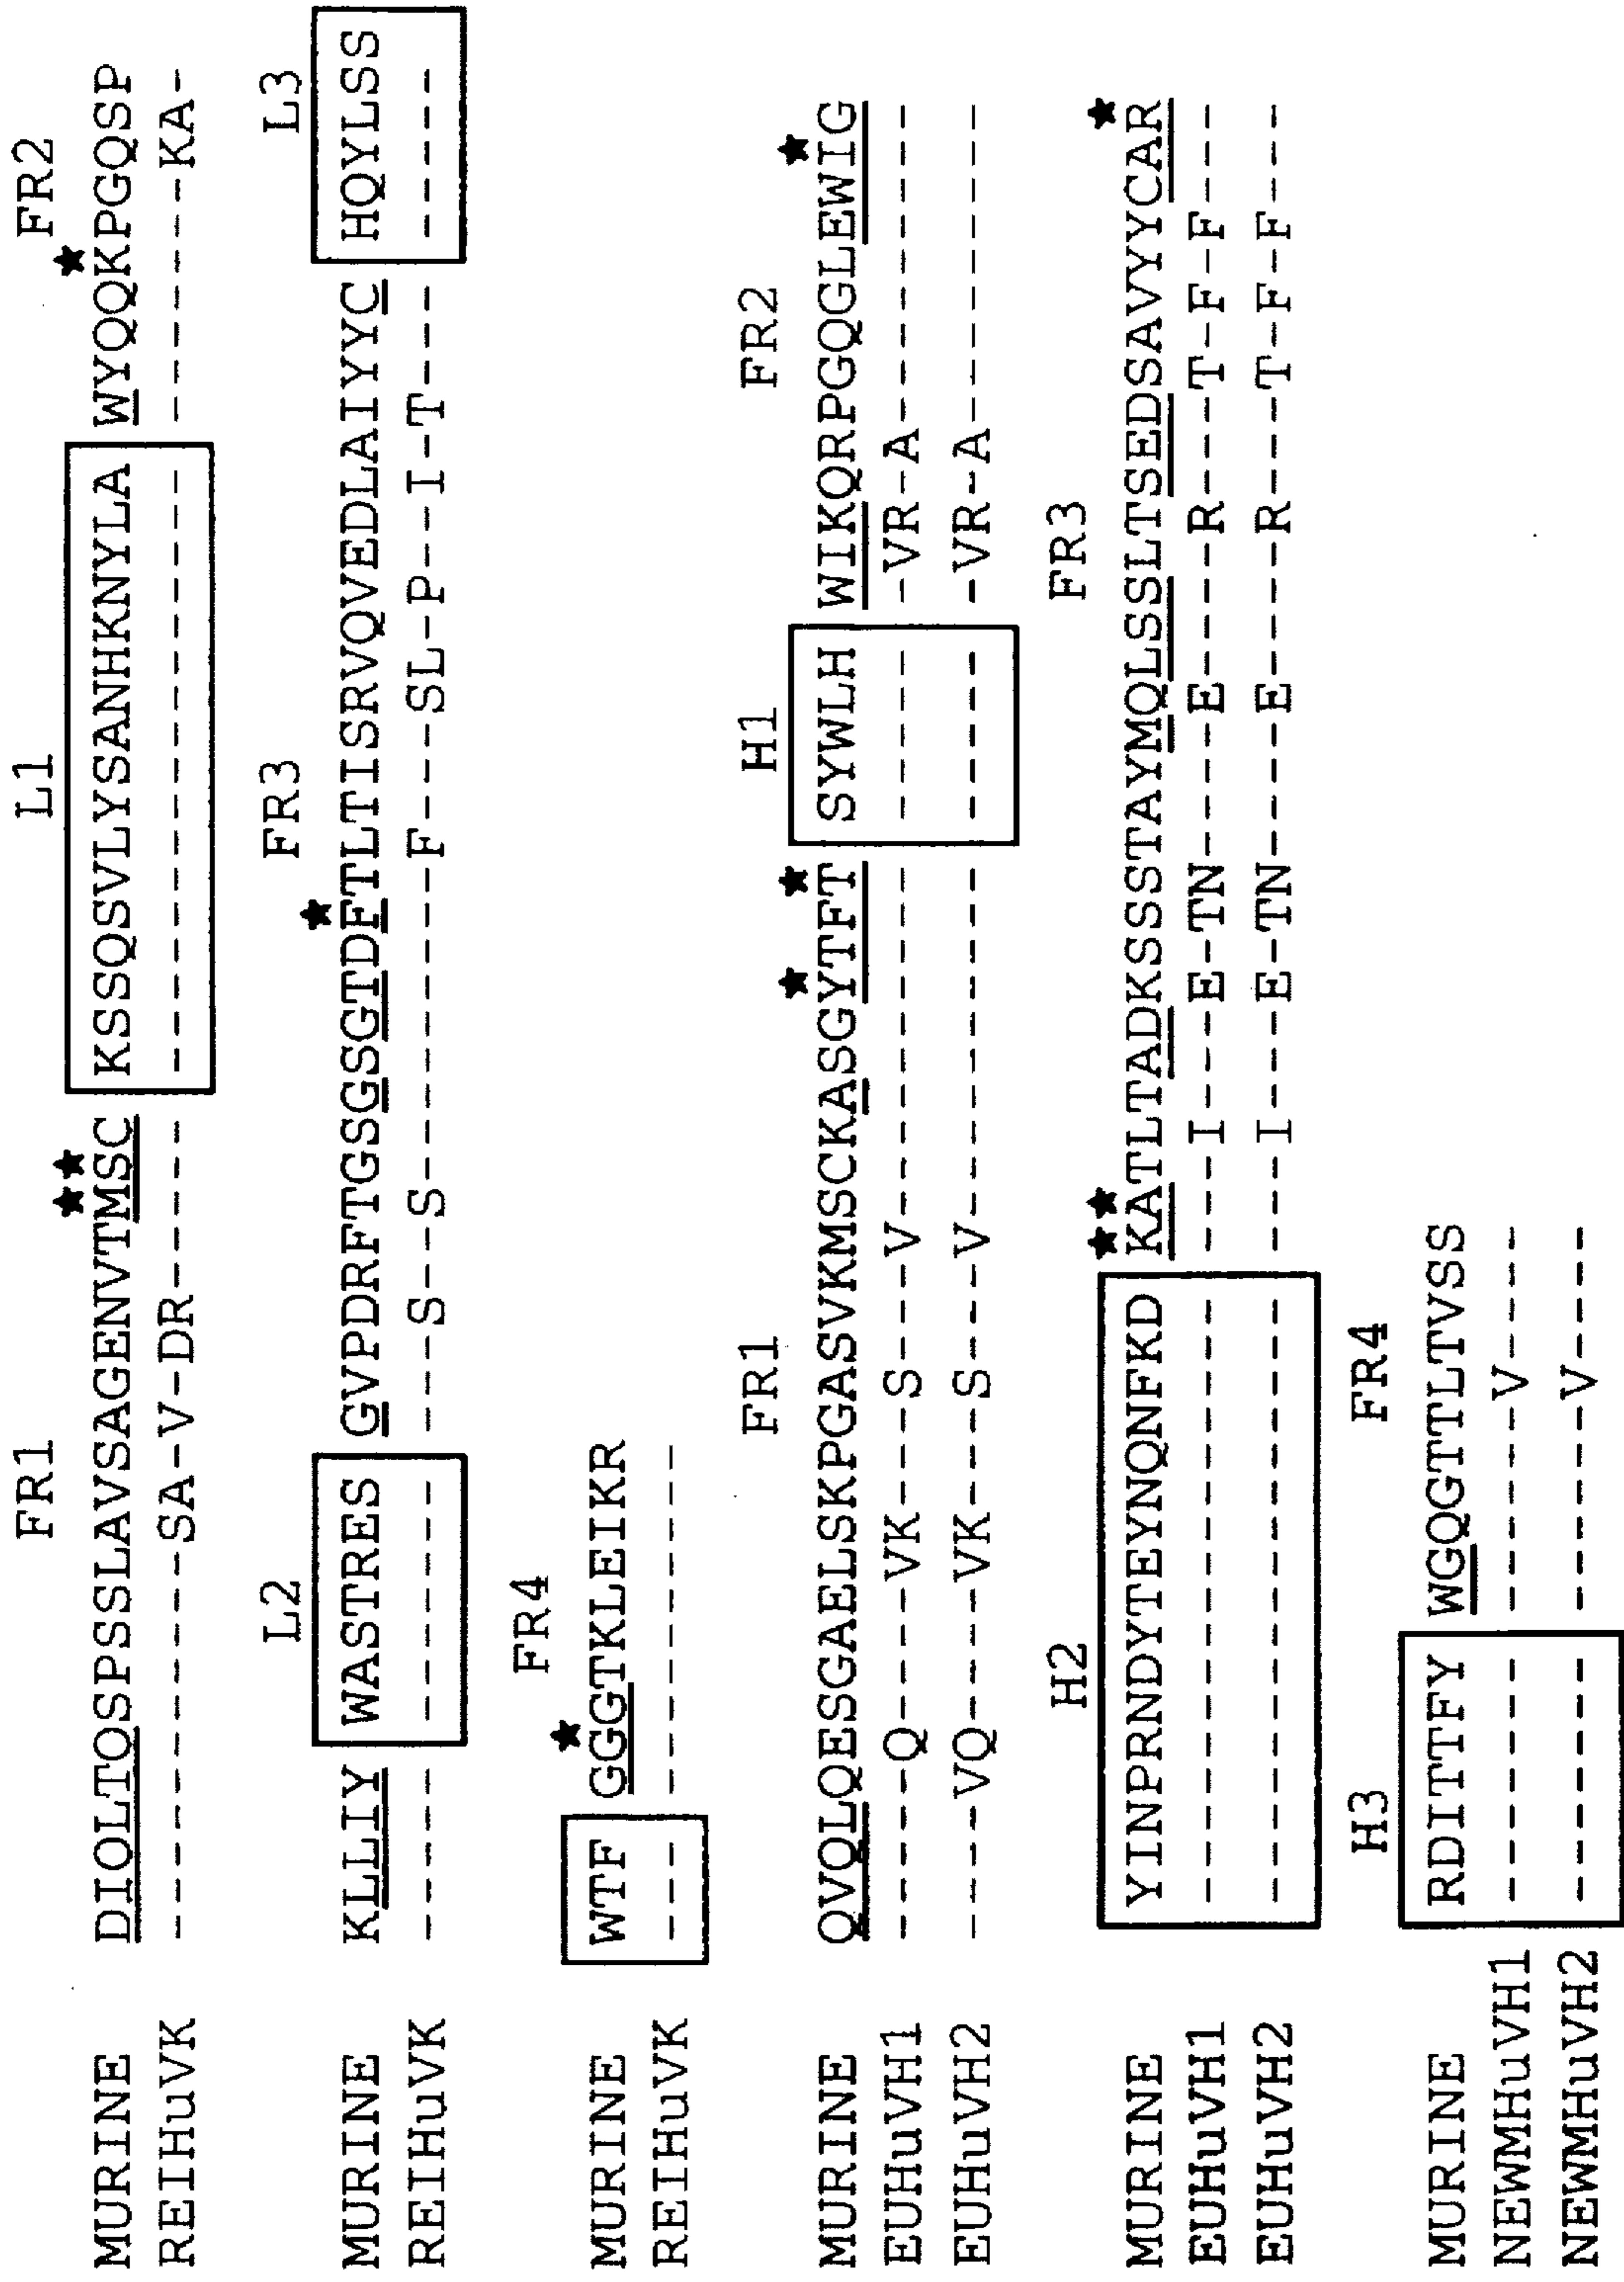 FR1 L1 FR2
MURINE DIQLTQSPSSLAVSAGENVTMSC KSSQSVLYSANHKNYLA WYQQKPGQSP
REIHuVK ----------SA-V-DR------ ----------------- -------KA-
L2 FR3 L3
MURINE KLLIY WASTRES GVPDRFTGSGSGTDFTLTISRVQVEDLAIYYC HQYLSS
REIHuVK ----- ------- ---S--S---------F---SL-P--I-T--- ------
FR4
MURINE WTF GGGTKLEIKR
REIHuVK --- ----------
FR1 H1 FR2
MURINE QVQLQESGAELSKPGASVKMSCKASGYTFT SYWLH WIKQRPGQGLEWIG
EUHuVH1 -----Q----VK---S---V---------- ----- -VR-A---------
EUHuVH2 ----VQ----VK---S---V---------- ----- -VR-A---------
H2 FR3
MURINE YINPRNDYTEYNQNFKD KATLTADKSSSTAYMQLSSLTSEDSAVYYCAR
EUHuVH1 ----------------- ---I---E-TN----E----R---T-F-F---
EUHuVH2 ----------------- ---I---E-TN----E----R---T-F-F---
H3 FR4
MURINE RDITTFY WGQGTTLTVSS
NEWMHuVH1 ------- ------V----
NEWMHuVH2 ------- ------V----